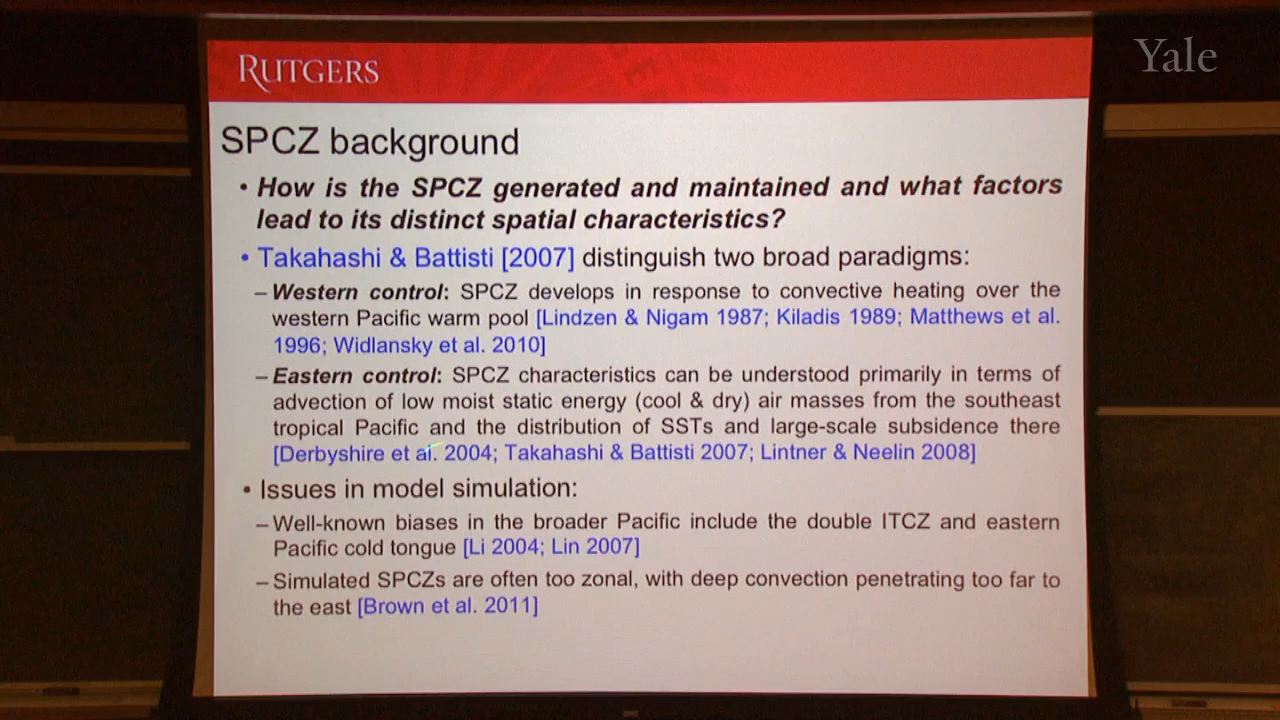 RUTGERS
Yale
SPCZ background
• How is the SPCZ generated and maintained and what factors
lead to its distinct spatial characteristics?
• Takahashi & Battisti [2007] distinguish two broad paradigms:
– Western control: SPCZ develops in response to convective heating over the
western Pacific warm pool [Lindzen & Nigam 1987; Kiladis 1989; Matthews et al.
1996; Widlansky et al. 2010]
– Eastern control: SPCZ characteristics can be understood primarily in terms of
advection of low moist static energy (cool & dry) air masses from the southeast
tropical Pacific and the distribution of SSTs and large-scale subsidence there
[Derbyshire et al. 2004; Takahashi & Battisti 2007; Lintner & Neelin 2008]
• Issues in model simulation:
– Well-known biases in the broader Pacific include the double ITCZ and eastern
Pacific cold tongue [Li 2004; Lin 2007]
– Simulated SPCZs are often too zonal, with deep convection penetrating too far to
the east [Brown et al. 2011]